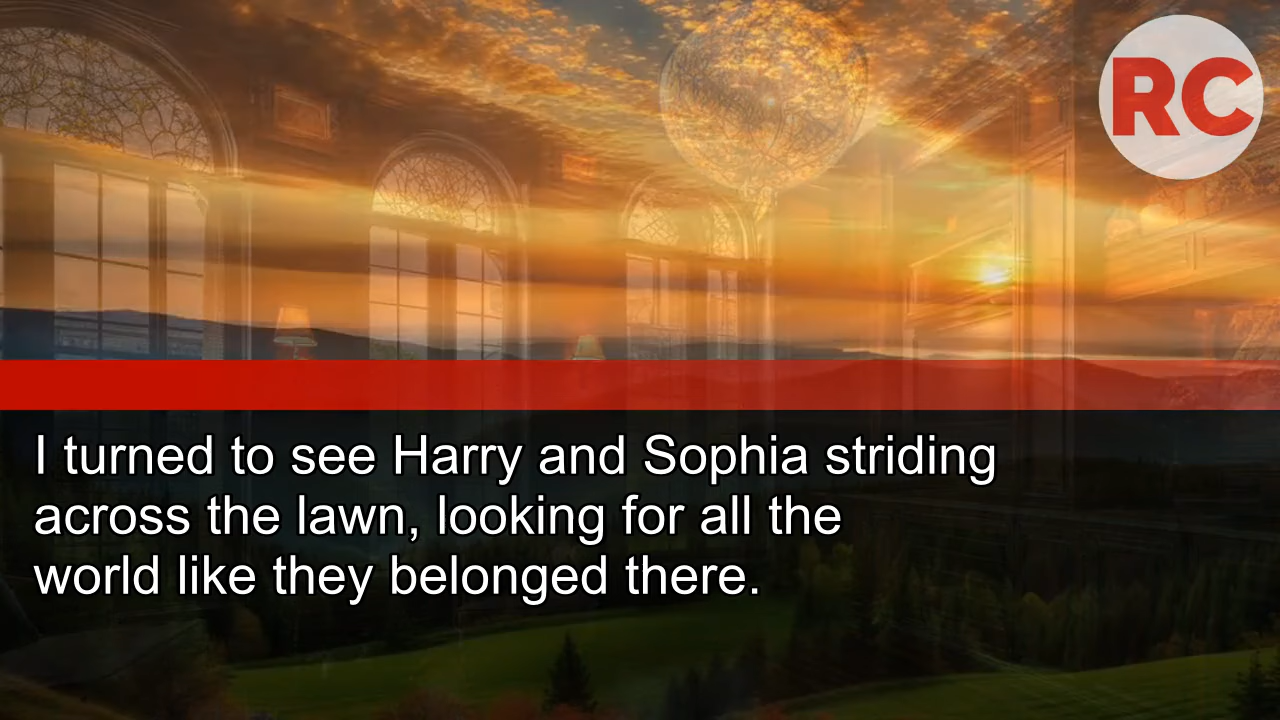 RC
I turned to see Harry and Sophia striding
across the lawn, looking for all the
world like they belonged there.